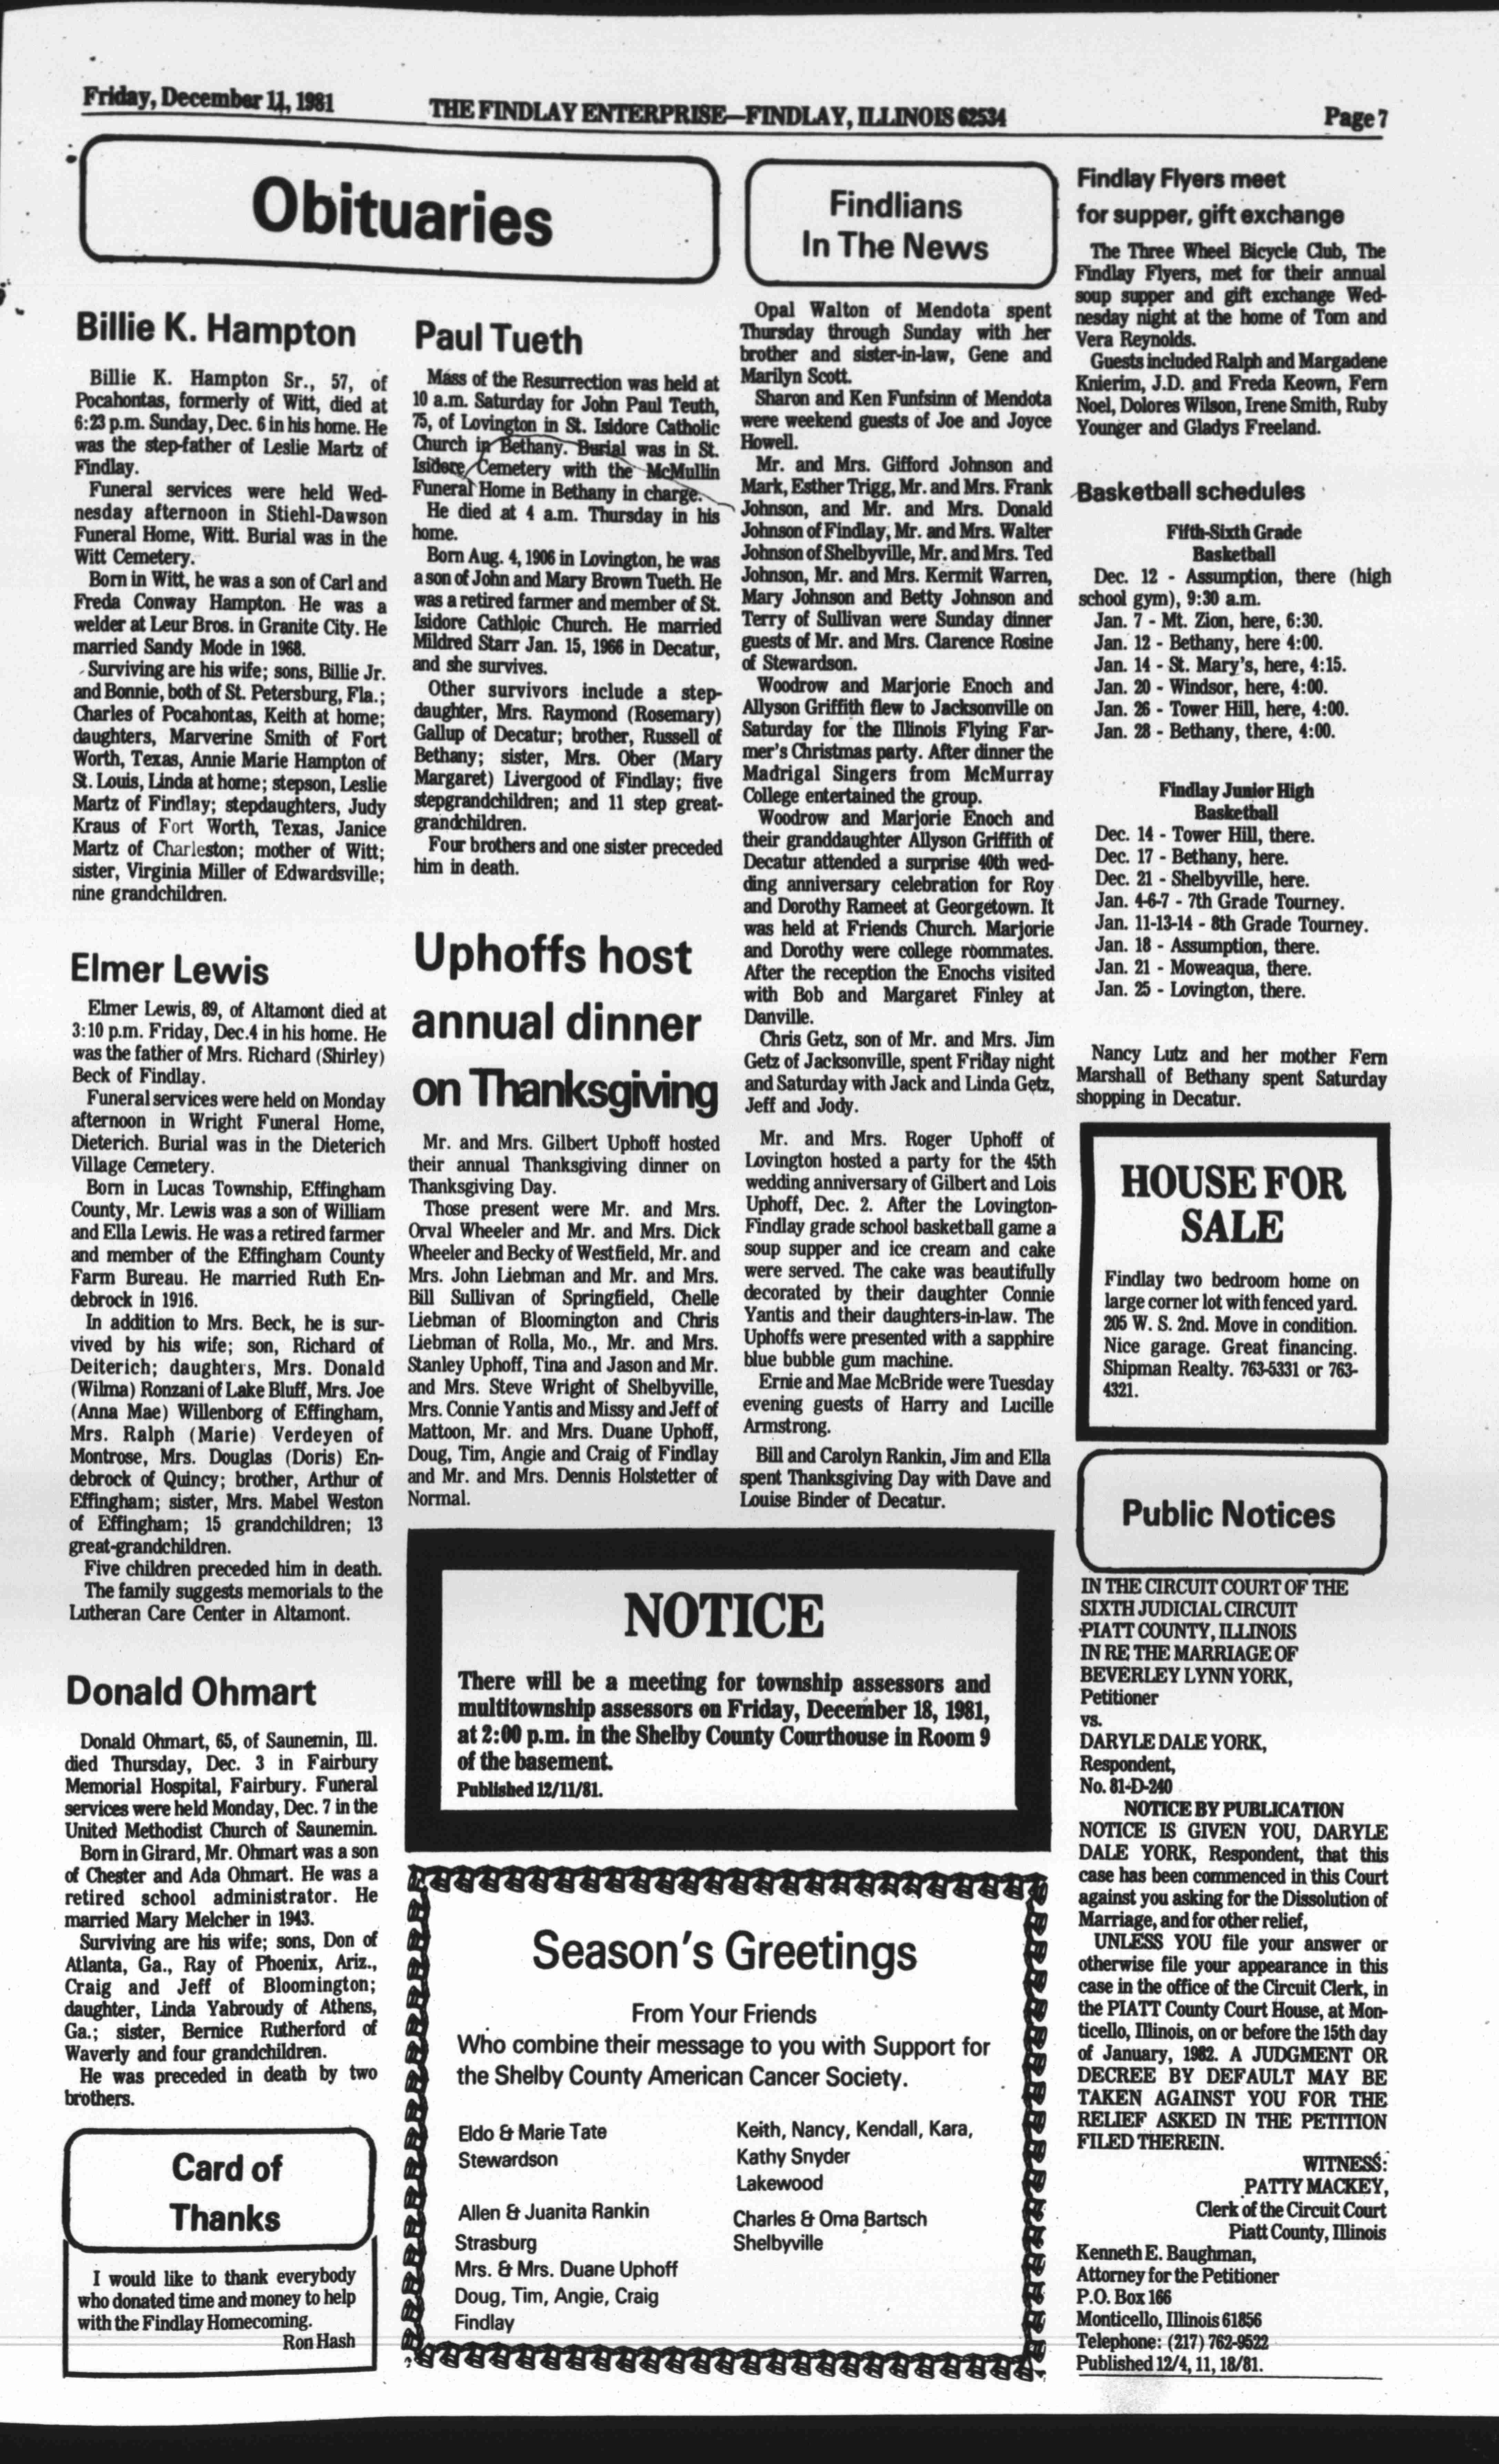 Friday, December 11, 1981
THE FINDLAY ENTERPRISE—FINDLAY, ILLINOIS 62534
Page 7
Obituaries
Billie K. Hampton
Billie K. Hampton Sr., 57, of
Pocahontas, formerly of Witt, died at
6:23 p.m. Sunday, Dec. 6 in his home. He
was the step-father of Leslie Martz of
Findlay.
Funeral services were held Wed-
nesday afternoon in Stiehl-Dawson
Funeral Home, Witt. Burial was in the
Witt Cemetery.
Born in Witt, he was a son of Carl and
Freda Conway Hampton. He was a
welder at Leur Bros. in Granite City. He
married Sandy Mode in 1968.
Surviving are his wife; sons, Billie Jr.
and Bonnie, both of St. Petersburg, Fla.;
Charles of Pocahontas, Keith at home;
daughters, Marverine Smith of Fort
Worth, Texas, Annie Marie Hampton of
St. Louis, Linda at home; stepson, Leslie
Martz of Findlay; stepdaughters, Judy
Kraus of Fort Worth, Texas, Janice
Martz of Charleston; mother of Witt;
sister, Virginia Miller of Edwardsville;
nine grandchildren.
Elmer Lewis
Elmer Lewis, 89, of Altamont died at
3:10 p.m. Friday, Dec.4 in his home. He
was the father of Mrs. Richard (Shirley)
Beck of Findlay.
Funeral services were held on Monday
afternoon in Wright Funeral Home,
Dieterich. Burial was in the Dieterich
Village Cemetery.
Born in Lucas Township, Effingham
County, Mr. Lewis was a son of William
and Ella Lewis. He was a retired farmer
and member of the Effingham County
Farm Bureau. He married Ruth En-
debrock in 1916.
In addition to Mrs. Beck, he is sur-
vived by his wife; son, Richard of
Deiterich; daughters, Mrs. Donald
(Wilma) Ronzani of Lake Bluff, Mrs. Joe
(Anna Mae) Willenborg of Effingham,
Mrs. Ralph (Marie) Verdeyen of
Montrose, Mrs. Douglas (Doris) En-
debrock of Quincy; brother, Arthur of
Effingham; sister, Mrs. Mabel Weston
of Effingham; 15 grandchildren; 13
great-grandchildren.
Five children preceded him in death.
The family suggests memorials to the
Lutheran Care Center in Altamont.
Donald Ohmart
Donald Ohmart, 65, of Saunemin, Ill.
died Thursday, Dec. 3 in Fairbury
Memorial Hospital, Fairbury. Funeral
services were held Monday, Dec. 7 in the
United Methodist Church of Saunemin.
Born in Girard, Mr. Ohmart was a son
of Chester and Ada Ohmart. He was a
retired school administrator. He
married Mary Melcher in 1943.
Surviving are his wife; sons, Don of
Atlanta, Ga., Ray of Phoenix, Ariz.,
Craig and Jeff of Bloomington;
daughter, Linda Yabroudy of Athens,
Ga.; sister, Bernice Rutherford of
Waverly and four grandchildren.
He was preceded in death by two
brothers.
Card of
Thanks
I would like to thank everybody
who donated time and money to help
with the Findlay Homecoming.
Ron Hash
Paul Tueth
Mass of the Resurrection was held at
10 a.m. Saturday for John Paul Teuth,
75, of Lovington in St. Isidore Catholic
Church in Bethany. Burial was in St.
Isidore Cemetery with the McMullin
Funeral Home in Bethany in charge.
He died at 4 a.m. Thursday in his
home.
Born Aug. 4, 1906 in Lovington, he was
a son of John and Mary Brown Tueth. He
was a retired farmer and member of St.
Isidore Cathloic Church. He married
Mildred Starr Jan. 15, 1966 in Decatur,
and she survives.
Other survivors include a step-
daughter, Mrs. Raymond (Rosemary)
Gallup of Decatur; brother, Russell of
Bethany; sister, Mrs. Ober (Mary
Margaret) Livergood of Findlay; five
stepgrandchildren; and 11 step great-
grandchildren.
Four brothers and one sister preceded
him in death.
Uphoffs host
annual dinner
on Thanksgiving
Mr. and Mrs. Gilbert Uphoff hosted
their annual Thanksgiving dinner on
Thanksgiving Day.
Those present were Mr. and Mrs.
Orval Wheeler and Mr. and Mrs. Dick
Wheeler and Becky of Westfield, Mr. and
Mrs. John Liebman and Mr. and Mrs.
Bill Sullivan of Springfield, Chelle
Liebman of Bloomington and Chris
Liebman of Rolla, Mo., Mr. and Mrs.
Stanley Uphoff, Tina and Jason and Mr.
and Mrs. Steve Wright of Shelbyville,
Mrs. Connie Yantis and Missy and Jeff of
Mattoon, Mr. and Mrs. Duane Uphoff,
Doug, Tim, Angie and Craig of Findlay
and Mr. and Mrs. Dennis Holstetter of
Normal.
Findlians
In The News
Opal Walton of Mendota spent
Thursday through Sunday with her
brother and sister-in-law, Gene and
Marilyn Scott.
Sharon and Ken Funfsinn of Mendota
were weekend guests of Joe and Joyce
Howell.
Mr. and Mrs. Gifford Johnson and
Mark, Esther Trigg, Mr. and Mrs. Frank
Johnson, and Mr. and Mrs. Donald
Johnson of Findlay, Mr. and Mrs. Walter
Johnson of Shelbyville, Mr. and Mrs. Ted
Johnson, Mr. and Mrs. Kermit Warren,
Mary Johnson and Betty Johnson and
Terry of Sullivan were Sunday dinner
guests of Mr. and Mrs. Clarence Rosine
of Stewardson.
Woodrow and Marjorie Enoch and
Allyson Griffith flew to Jacksonville on
Saturday for the Illinois Flying Far-
mer's Christmas party. After dinner the
Madrigal Singers from McMurray
College entertained the group.
Woodrow and Marjorie Enoch and
their granddaughter Allyson Griffith of
Decatur attended a surprise 40th wed-
ding anniversary celebration for Roy
and Dorothy Rameet at Georgetown. It
was held at Friends Church. Marjorie
and Dorothy were college roommates.
After the reception the Enochs visited
with Bob and Margaret Finley at
Danville.
Chris Getz, son of Mr. and Mrs. Jim
Getz of Jacksonville, spent Friday night
and Saturday with Jack and Linda Getz,
Jeff and Jody.
Mr. and Mrs. Roger Uphoff of
Lovington hosted a party for the 45th
wedding anniversary of Gilbert and Lois
Uphoff, Dec. 2. After the Lovington-
Findlay grade school basketball game a
soup supper and ice cream and cake
were served. The cake was beautifully
decorated by their daughter Connie
Yantis and their daughters-in-law. The
Uphoffs were presented with a sapphire
blue bubble gum machine.
Ernie and Mae McBride were Tuesday
evening guests of Harry and Lucille
Armstrong.
Bill and Carolyn Rankin, Jim and Ella
spent Thanksgiving Day with Dave and
Louise Binder of Decatur.
NOTICE
There will be a meeting for township assessors and
multitownship assessors on Friday, December 18, 1981,
at 2:00 p.m. in the Shelby County Courthouse in Room 9
of the basement.
Published 12/11/81.
Season's Greetings
From Your Friends
Who combine their message to you with Support for
the Shelby County American Cancer Society.
Eldo & Marie Tate
Stewardson
Allen & Juanita Rankin
Strasburg
Mrs. & Mrs. Duane Uphoff
Doug, Tim, Angie, Craig
Findlay
Keith, Nancy, Kendall, Kara,
Kathy Snyder
Lakewood
Charles & Oma Bartsch
Shelbyville
Findlay Flyers meet
for supper, gift exchange
The Three Wheel Bicycle Club, The
Findlay Flyers, met for their annual
soup supper and gift exchange Wed-
nesday night at the home of Tom and
Vera Reynolds.
Guests included Ralph and Margadene
Knierim, J.D. and Freda Keown, Fern
Noel, Dolores Wilson, Irene Smith, Ruby
Younger and Gladys Freeland.
Basketball schedules
Fifth-Sixth Grade
Basketball
Dec. 12 - Assumption, there (high
school gym), 9:30 a.m.
Jan. 7 - Mt. Zion, here, 6:30.
Jan. 12 - Bethany, here 4:00.
Jan. 14 - St. Mary's, here, 4:15.
Jan. 20 - Windsor, here, 4:00.
Jan. 26 - Tower Hill, here, 4:00.
Jan. 28 - Bethany, there, 4:00.
Findlay Junior High
Basketball
Dec. 14 - Tower Hill, there.
Dec. 17 - Bethany, here.
Dec. 21 - Shelbyville, here.
Jan. 4-6-7 - 7th Grade Tourney.
Jan. 11-13-14 - 8th Grade Tourney.
Jan. 18 - Assumption, there.
Jan. 21 - Moweaqua, there.
Jan. 25 - Lovington, there.
Nancy Lutz and her mother Fern
Marshall of Bethany spent Saturday
shopping in Decatur.
HOUSE FOR
SALE
Findlay two bedroom home on
large corner lot with fenced yard.
205 W. S. 2nd. Move in condition.
Nice garage. Great financing.
Shipman Realty. 763-5331 or 763-
4321.
Public Notices
IN THE CIRCUIT COURT OF THE
SIXTH JUDICIAL CIRCUIT
PIATT COUNTY, ILLINOIS
IN RE THE MARRIAGE OF
BEVERLEY LYNN YORK,
Petitioner
vs.
DARYLE DALE YORK,
Respondent,
No. 81-D-240
NOTICE BY PUBLICATION
NOTICE IS GIVEN YOU, DARYLE
DALE YORK, Respondent, that this
case has been commenced in this Court
against you asking for the Dissolution of
Marriage, and for other relief,
UNLESS YOU file your answer or
otherwise file your appearance in this
case in the office of the Circuit Clerk, in
the PIATT County Court House, at Mon-
ticello, Illinois, on or before the 15th day
of January, 1982. A JUDGMENT OR
DECREE BY DEFAULT MAY BE
TAKEN AGAINST YOU FOR THE
RELIEF ASKED IN THE PETITION
FILED THEREIN.
WITNESS:
PATTY MACKEY,
Clerk of the Circuit Court
Piatt County, Illinois
Kenneth E. Baughman,
Attorney for the Petitioner
P.O. Box 166
Monticello, Illinois 61856
Telephone: (217) 762-9522
Published 12/4, 11, 18/81.